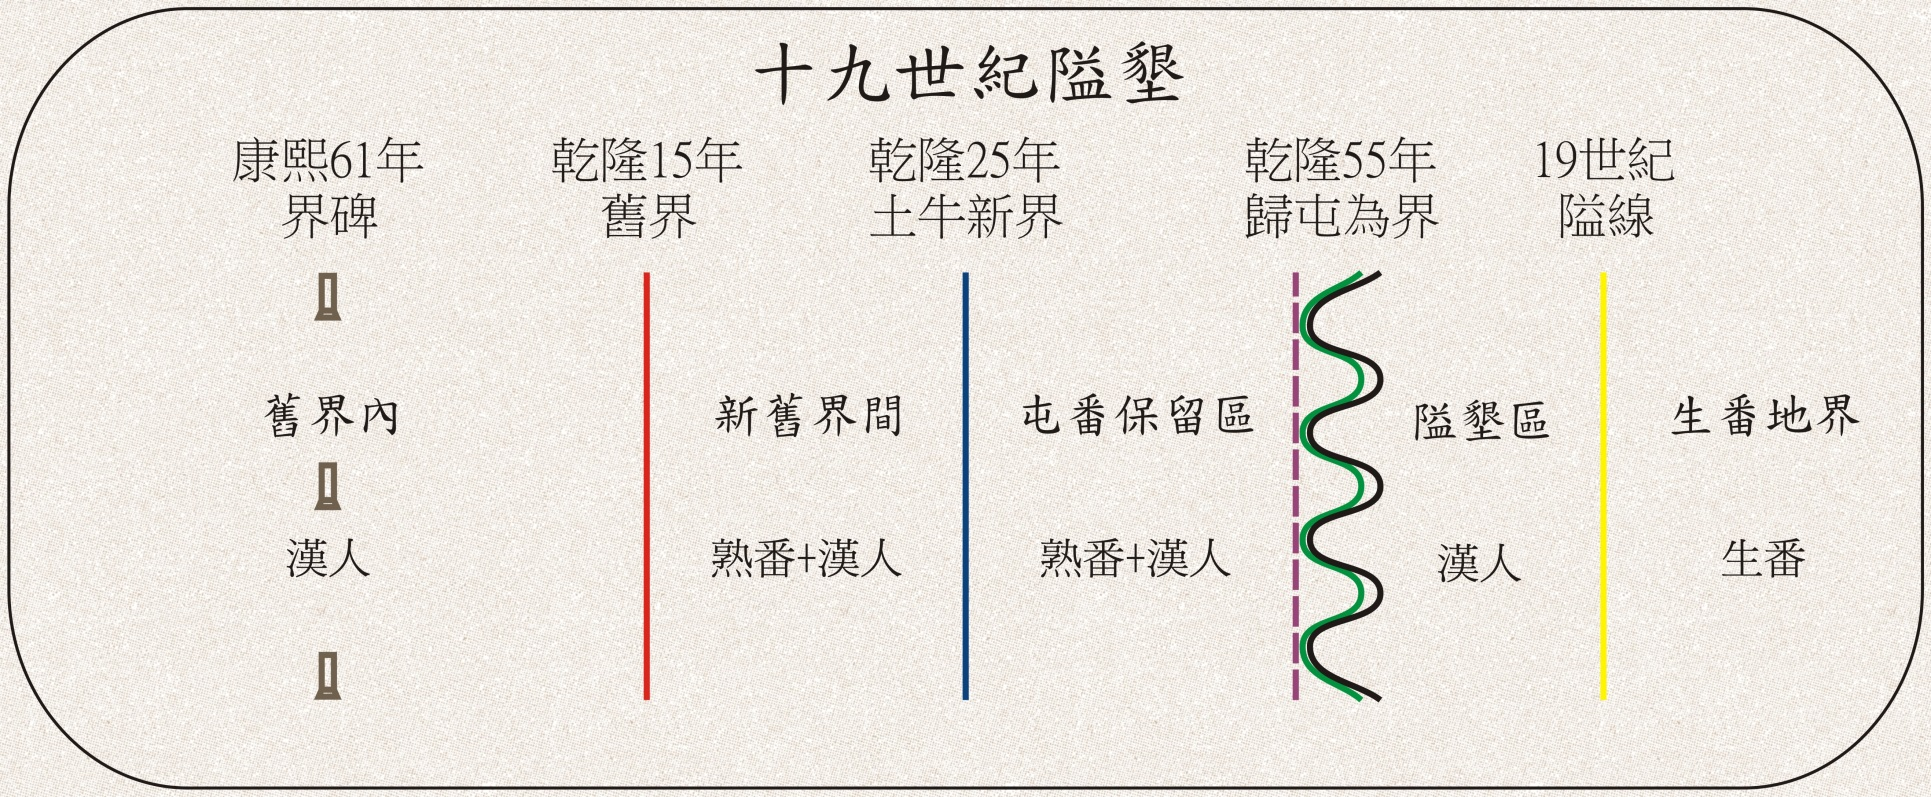 十九世紀隘墾
康熙61年
界碑
乾隆15年
舊界
乾隆25年
土牛新界
乾隆55年
歸屯為界
19世紀
隘線
舊界內
新舊界間
屯番保留區
隘墾區
生番地界
漢人
熟番+漢人
熟番+漢人
漢人
生番